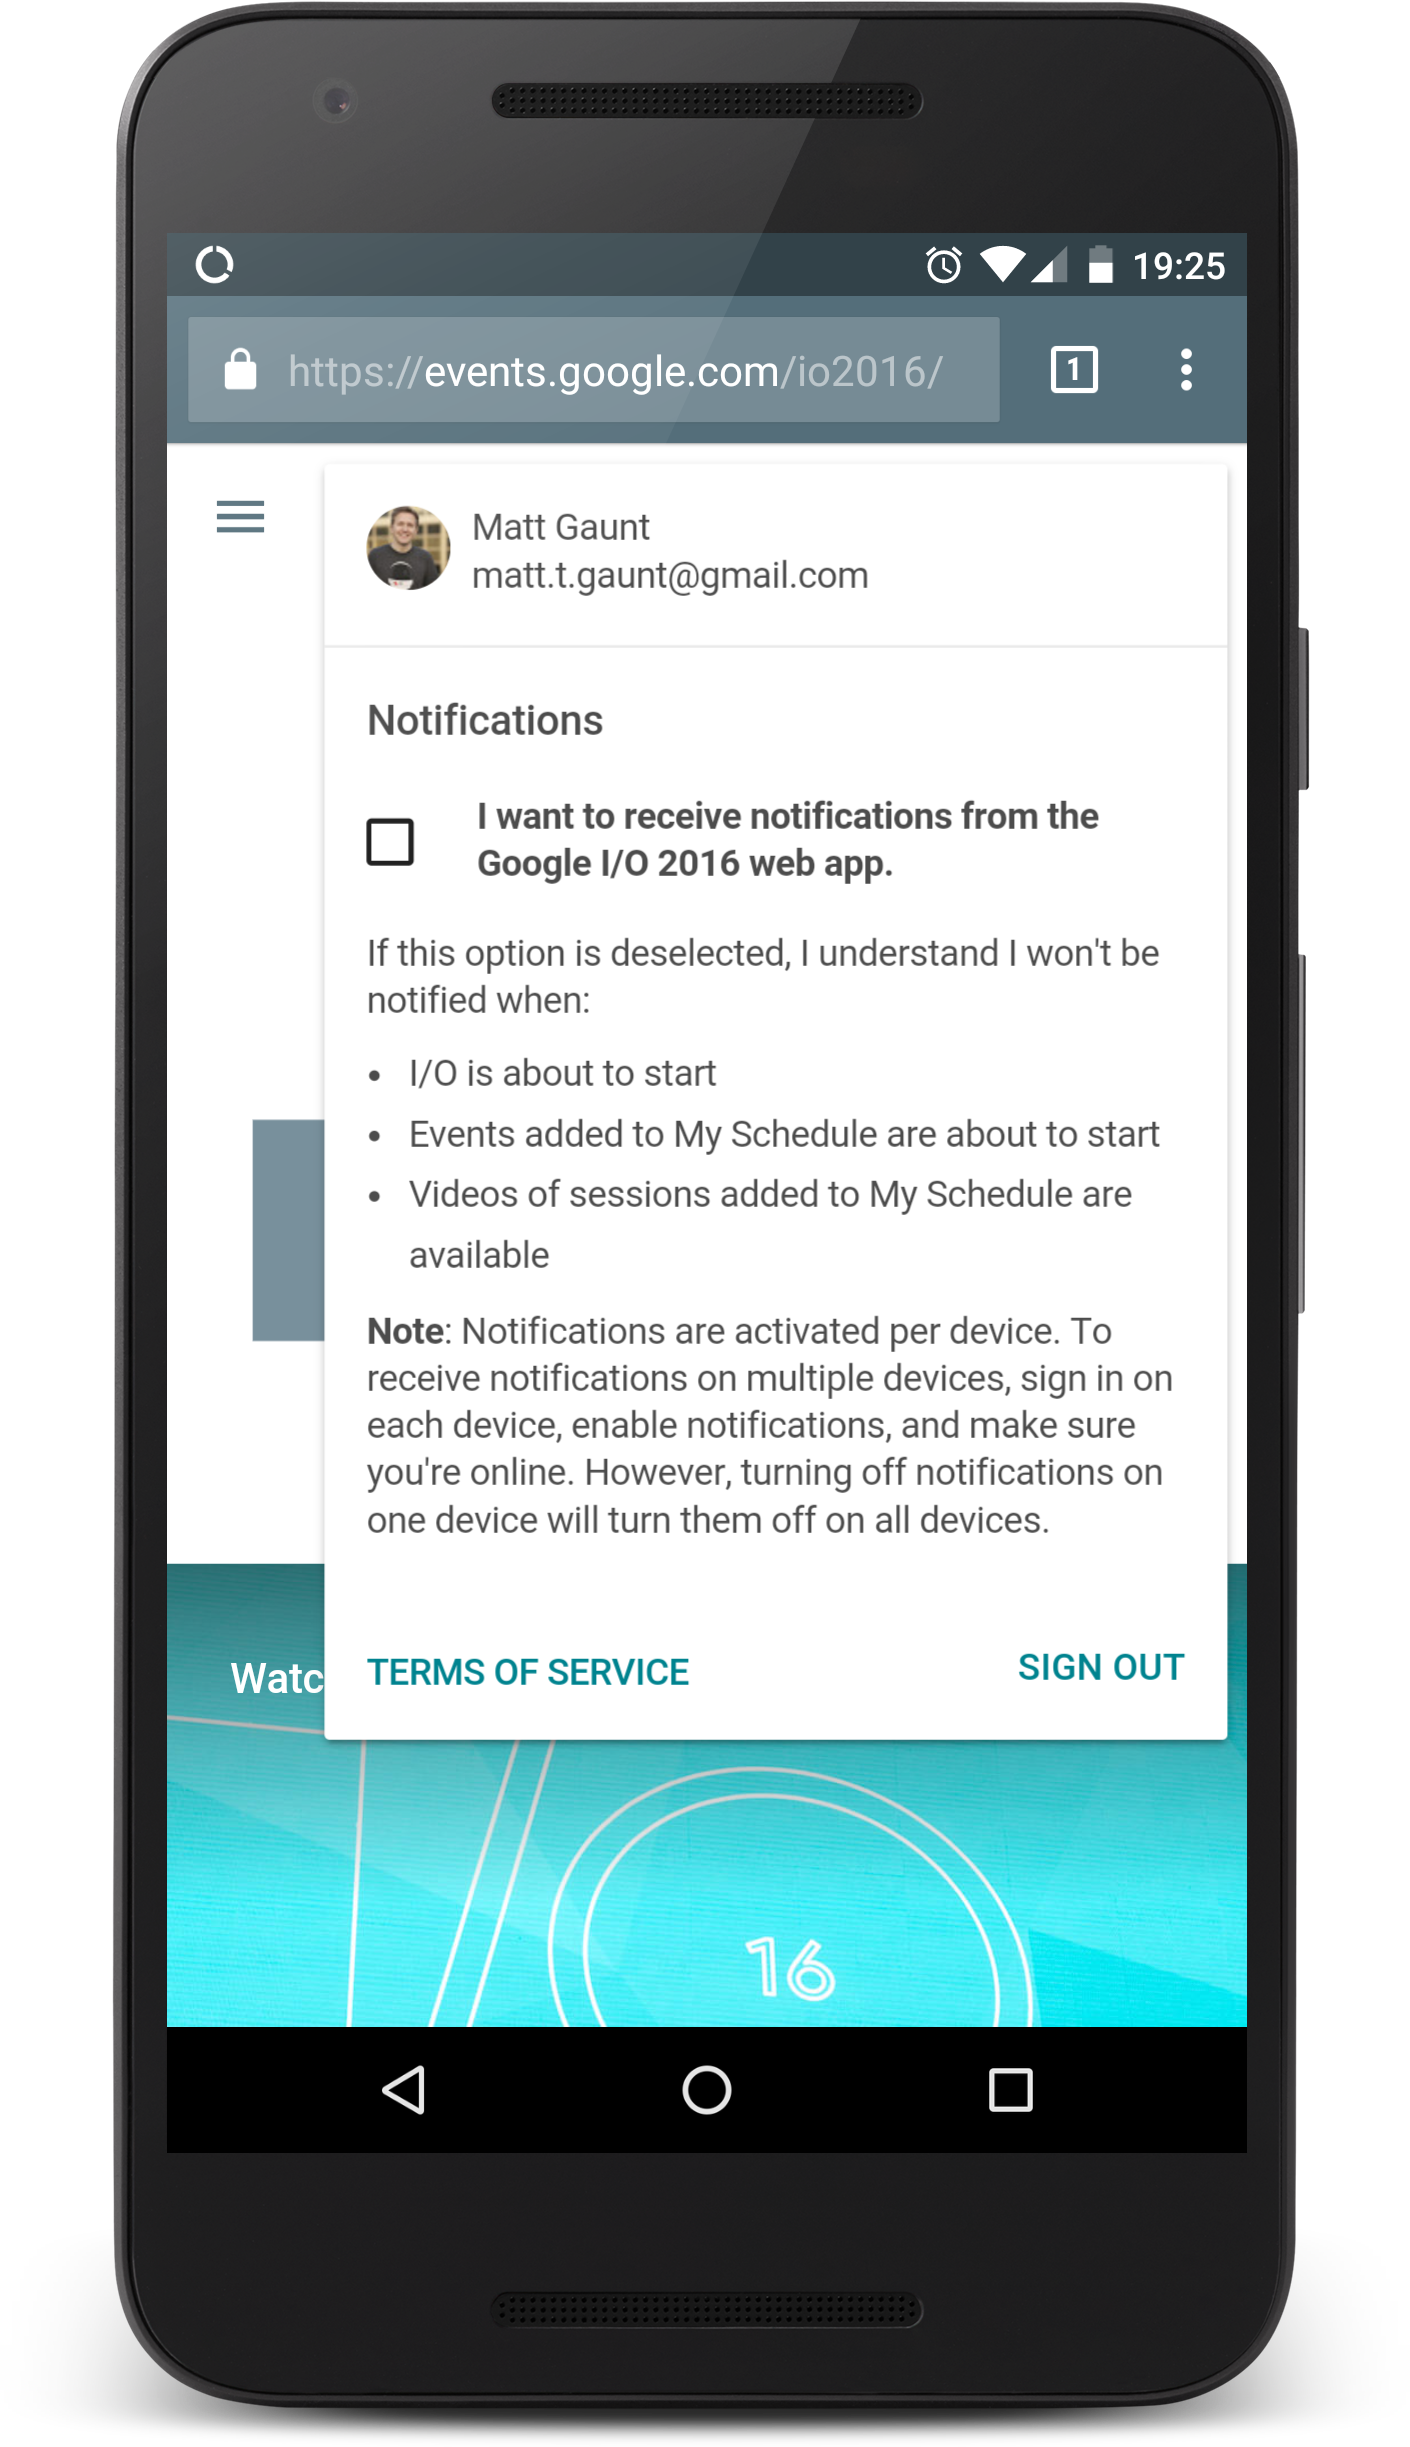 19:25
https://events.google.com/io2016/
1
Matt Gaunt
matt.t.gaunt@gmail.com
Notifications
I want to receive notifications from the
Google I/O 2016 web app.
If this option is deselected, I understand I won't be
notified when:
• I/O is about to start
• Events added to My Schedule are about to start
• Videos of sessions added to My Schedule are
available
Note: Notifications are activated per device. To
receive notifications on multiple devices, sign in on
each device, enable notifications, and make sure
you're online. However, turning off notifications on
one device will turn them off on all devices.
Watc
TERMS OF SERVICE
SIGN OUT
16